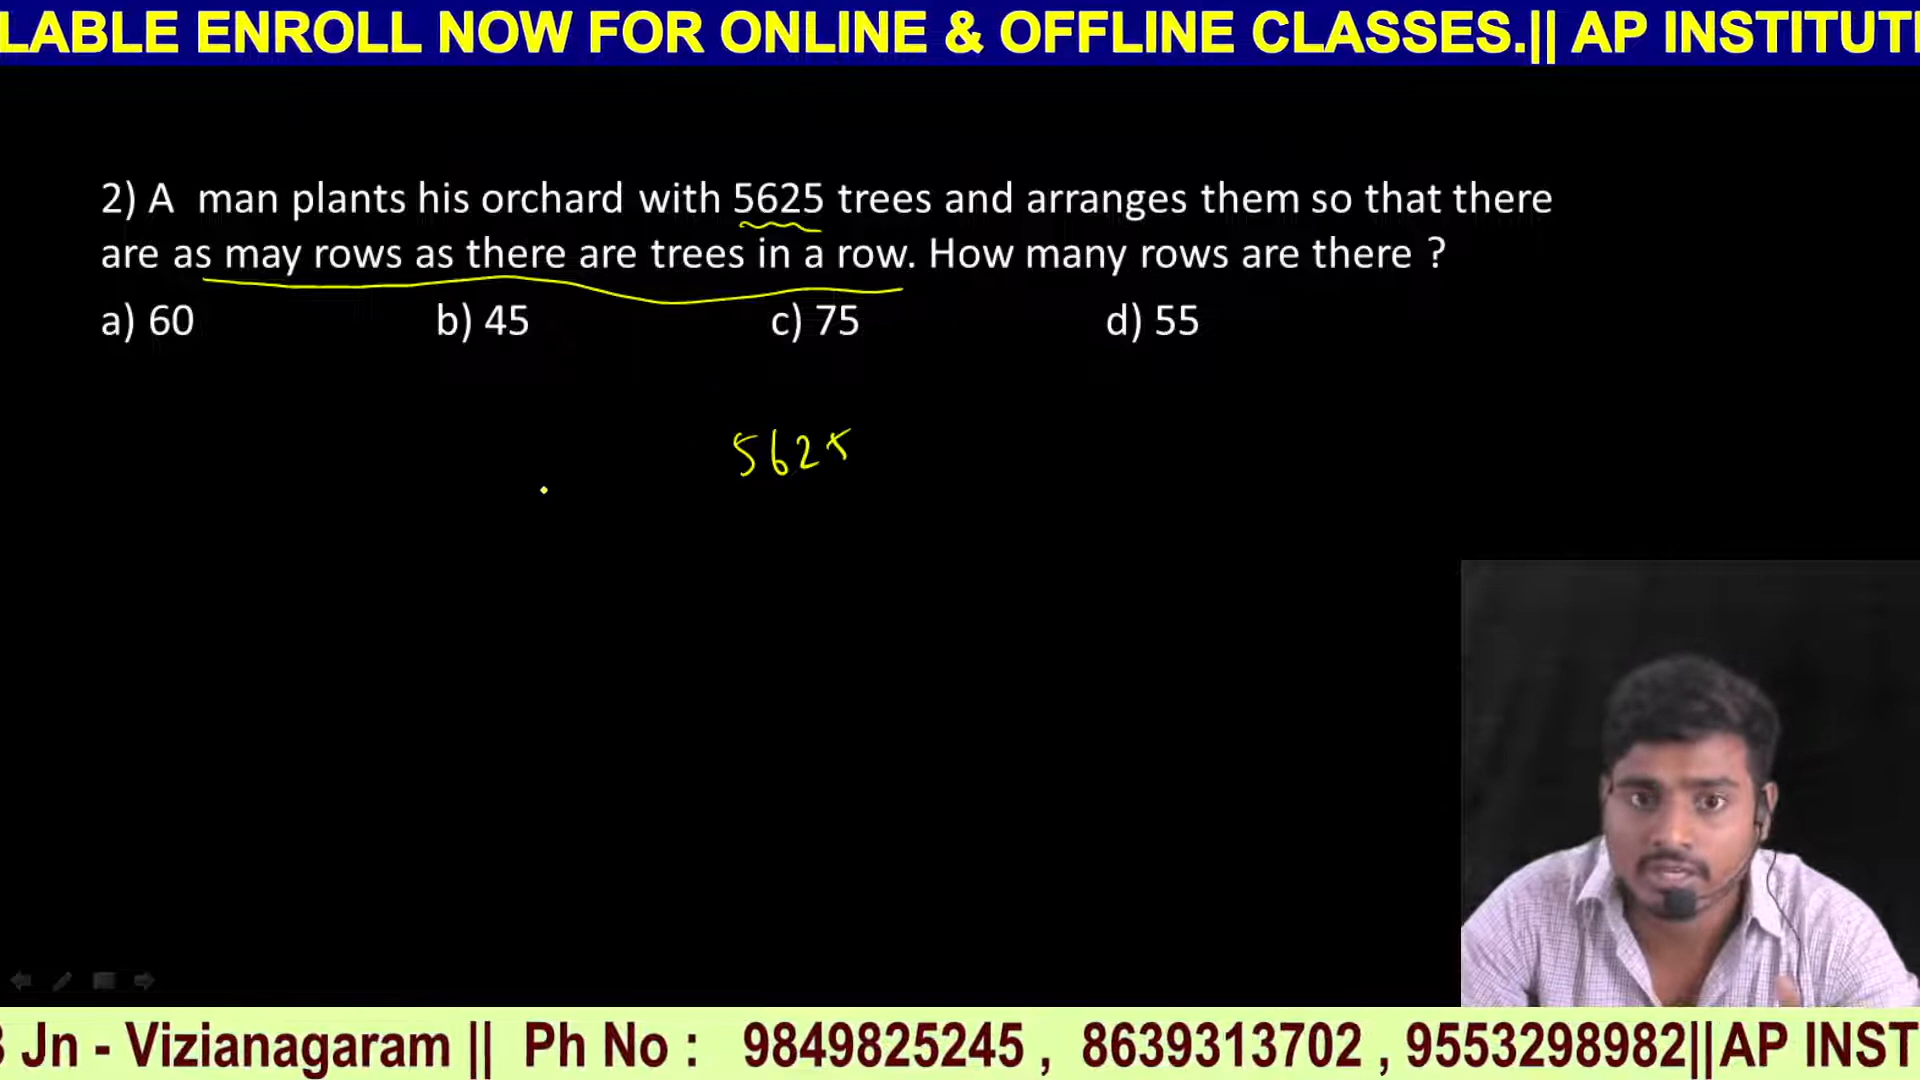 LABLE ENROLL NOW FOR ONLINE & OFFLINE CLASSES.|| AP INSTITUT
2) A man plants his orchard with 5625 trees and arranges them so that there
are as may rows as there are trees in a row. How many rows are there ?
a) 60 b) 45 c) 75 d) 55
5625
Jn - Vizianagaram || Ph No : 9849825245 , 8639313702 , 9553298982||AP INST